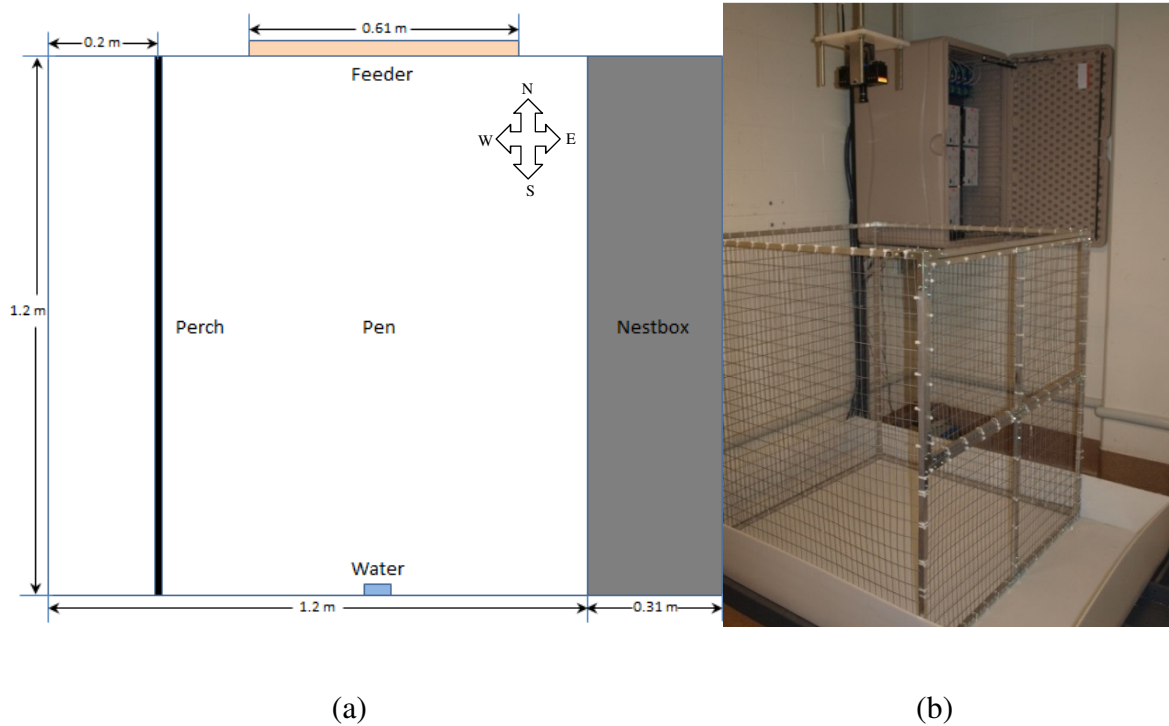 0.61 m
0.2 m
Feeder
N
W E
S
1.2 m
Perch Pen Nestbox
Water
1.2 m 0.31 m
(a) (b)